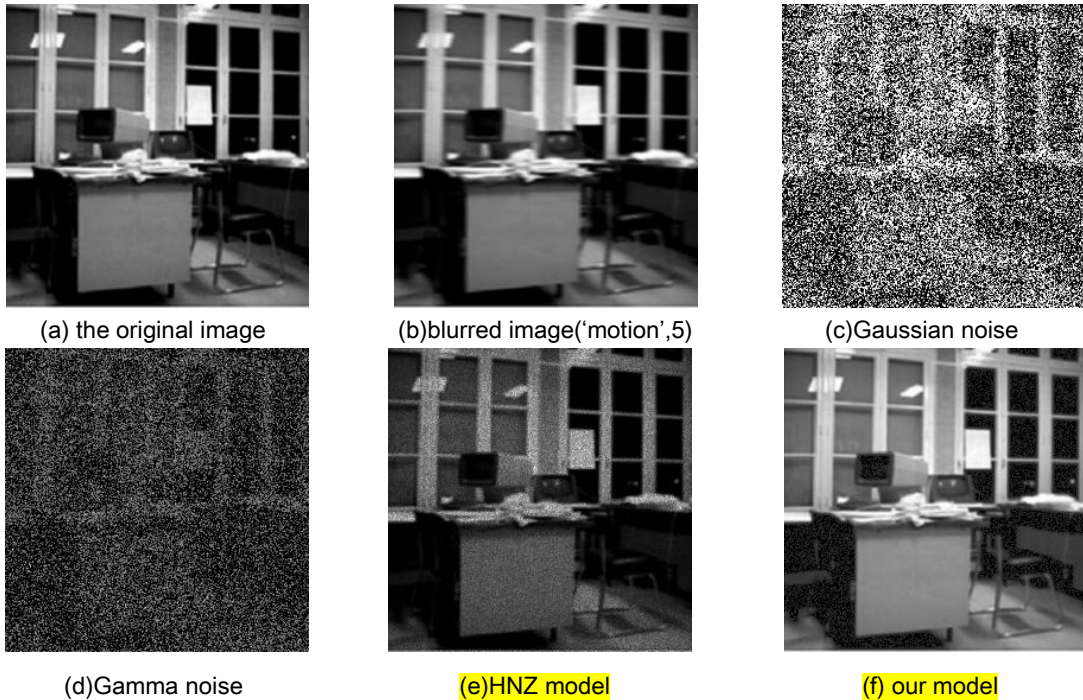 (a) the original image
(b)blurred image(‘motion’,5)
(c)Gaussian noise
(d)Gamma noise
(e)HNZ model
(f) our model